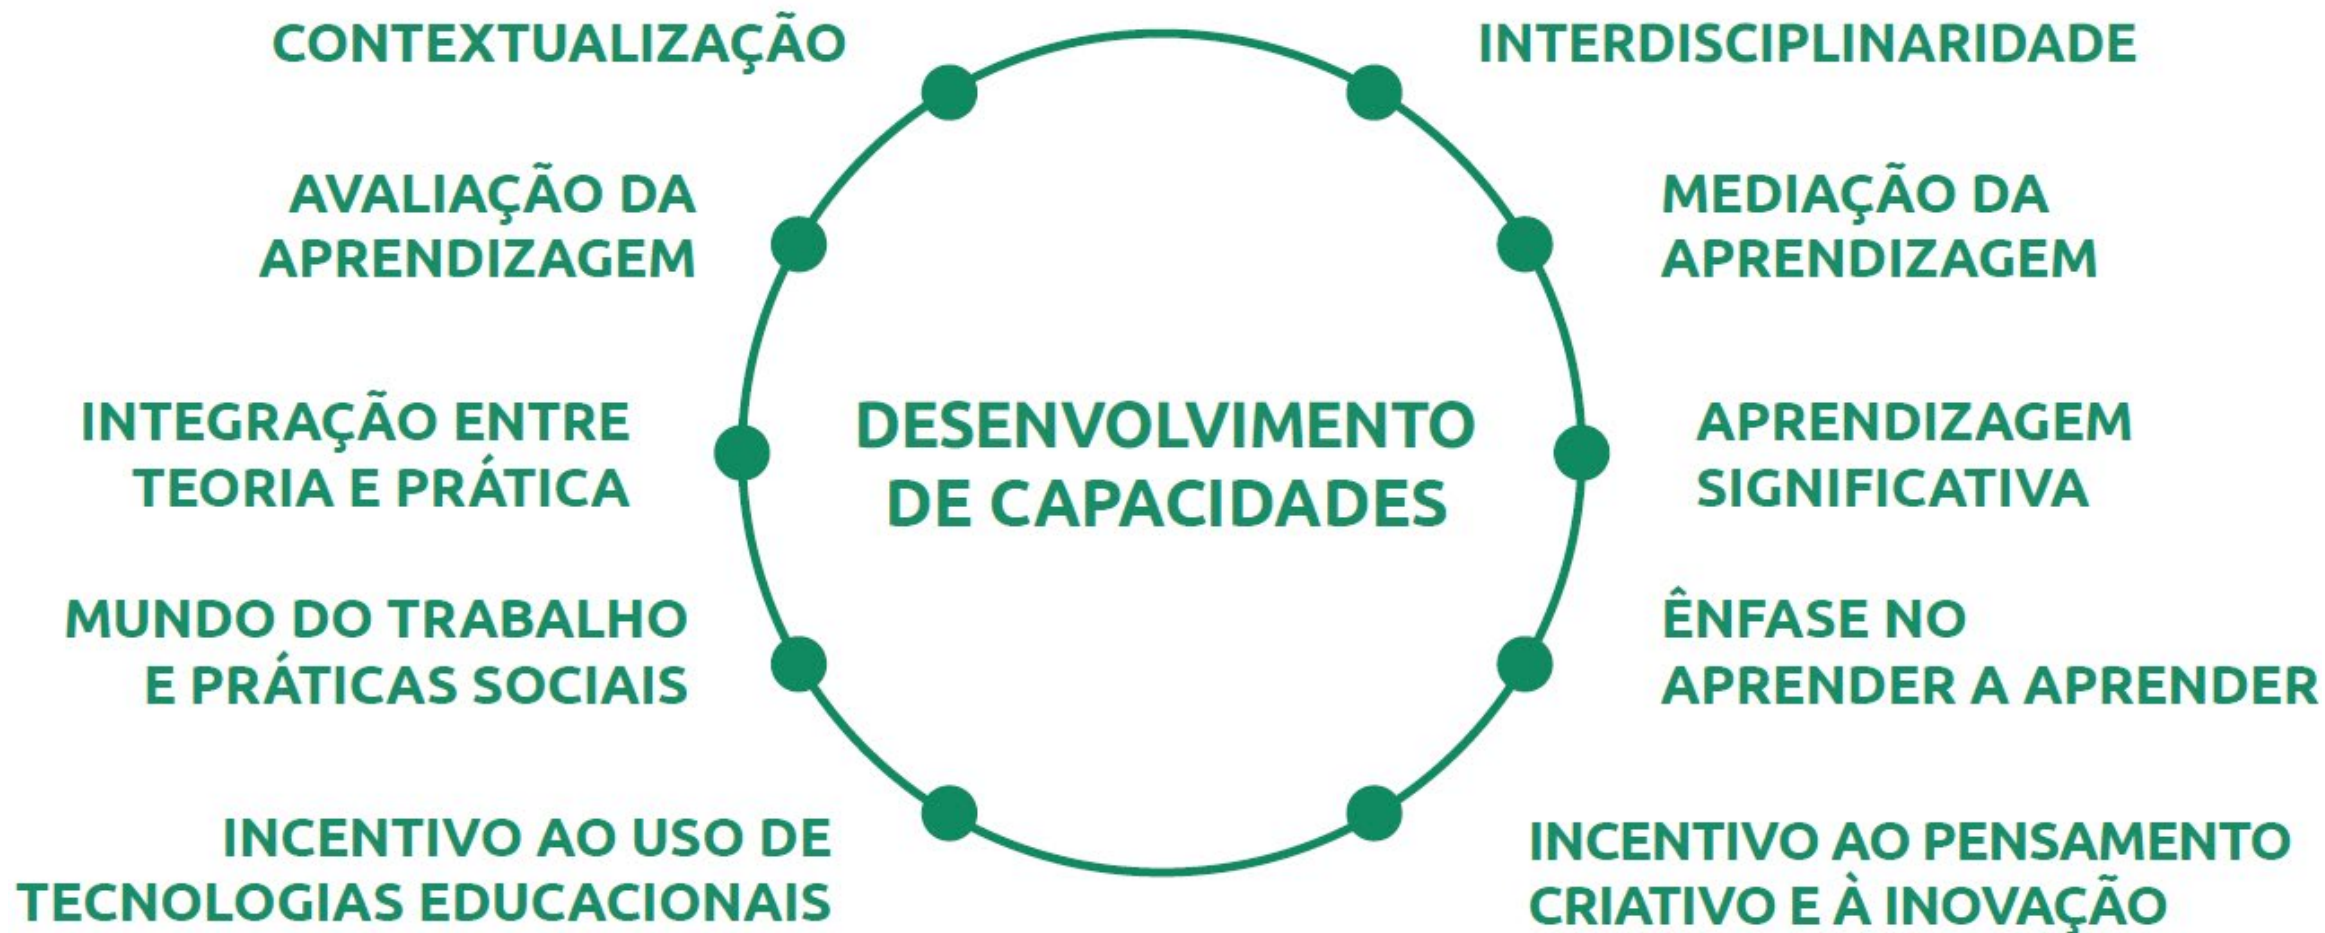 CONTEXTUALIZAÇÃO
INTERDISCIPLINARIDADE
AVALIAÇÃO DA
APRENDIZAGEM
MEDIAÇÃO DA
APRENDIZAGEM
INTEGRAÇÃO ENTRE
TEORIA E PRÁTICA
DESENVOLVIMENTO
DE CAPACIDADES
APRENDIZAGEM
SIGNIFICATIVA
MUNDO DO TRABALHO
E PRÁTICAS SOCIAIS
ÊNFASE NO
APRENDER A APRENDER
INCENTIVO AO USO DE
TECNOLOGIAS EDUCACIONAIS
INCENTIVO AO PENSAMENTO
CRIATIVO E À INOVAÇÃO